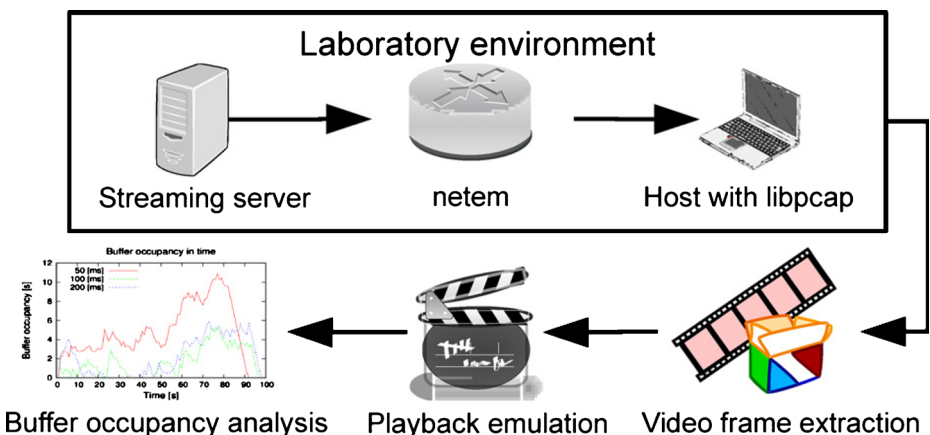 Laboratory environment
Streaming server
netem
Host with libpcap
Buffer occupancy in time
12
10
8
6
4
2
0
Buffer occupancy [s]
50 [ms]
100 [ms]
200 [ms]
0 10 20 30 40 50 60 70 80 90 100
Time [s]
Buffer occupancy analysis
Playback emulation
Video frame extraction